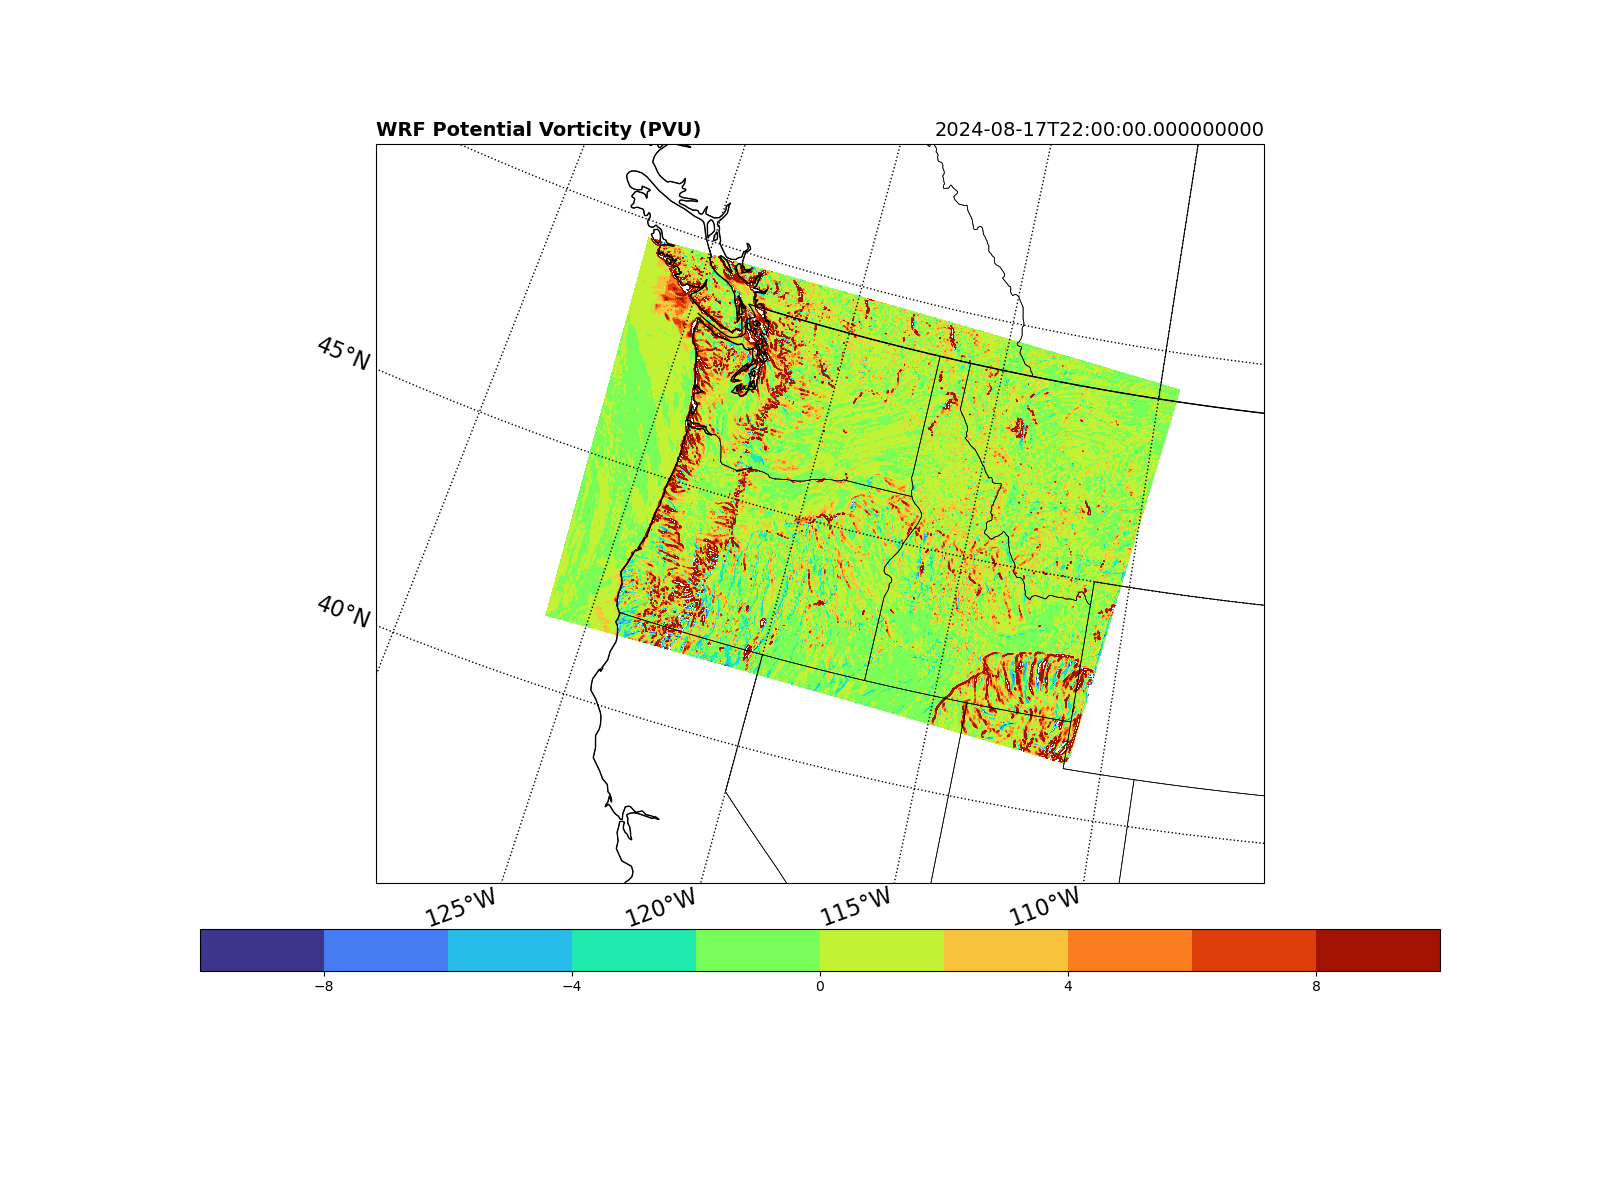 WRF Potential Vorticity (PVU)
2024-08-17T22:00:00.000000000
45°N
40°N
125°W
120°W
115°W
110°W
−8
−4
0
4
8